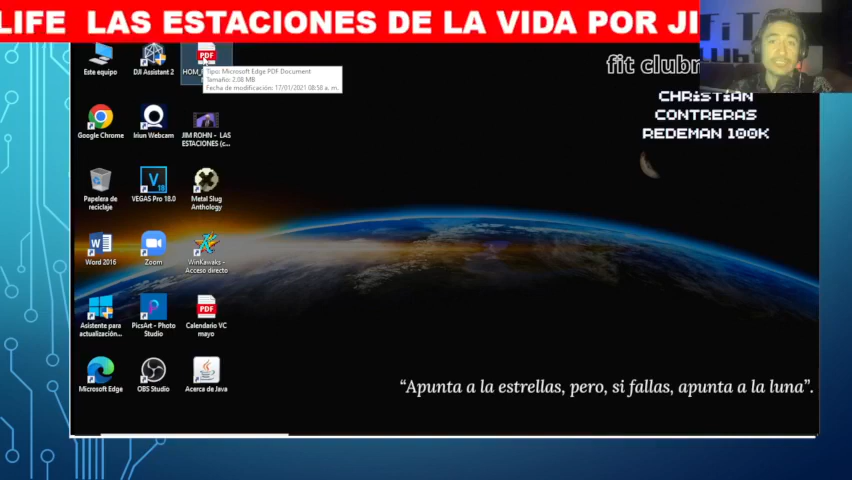 LIFE LAS ESTACIONES DE LA VIDA POR JI
fit club
CHRISTIAN
CONTRERAS
REDEMAN 100K
Este equipo
DJI Assistant 2
HOM
PDF
Tipo: Microsoft Edge PDF Document
Tamaño: 2.08 MB
Fecha de modificación: 17/01/2021 08:58 a. m.
Google Chrome
Iriun Webcam
JIM ROHN - LAS
ESTACIONES (c...
Papelera de
reciclaje
VEGAS Pro 18.0
Metal Slug
Anthology
Word 2016
Zoom
WinKawaks -
Acceso directo
Asistente para
actualización...
PicsArt - Photo
Studio
PDF
Calendario VC
mayo
Microsoft Edge
OBS Studio
Acerca de Java
“Apunta a la estrellas, pero, si fallas, apunta a la luna”.